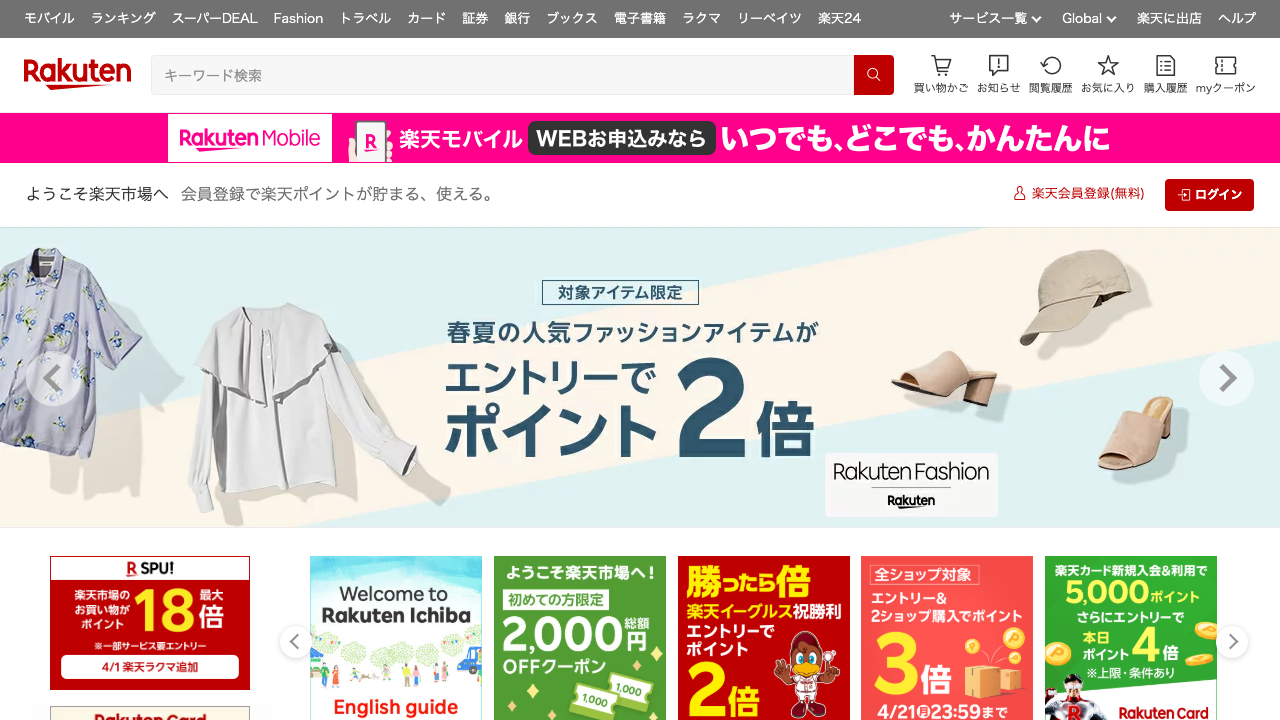 モバイル ランキング スーパーDEAL Fashion トラベル カード 証券 銀行 ブックス 電子書籍 ラクマ リーベイツ 楽天24 サービス一覧 Global 楽天に出店 ヘルプ
Rakuten
キーワード検索
買い物かご お知らせ 閲覧履歴 お気に入り 購入履歴 myクーポン
Rakuten Mobile R 楽天モバイル WEBお申込みなら いつでも、どこでも、かんたんに
ようこそ楽天市場へ 会員登録で楽天ポイントが貯まる、使える。 楽天会員登録(無料) ログイン
対象アイテム限定
春夏の人気ファッションアイテムが
エントリーで
ポイント2倍
Rakuten Fashion
Rakuten
R SPU!
楽天市場の
お買い物が
ポイント
最大
18倍
※一部サービス要エントリー
4/1 楽天ラクマ追加
Rakuten Card
Welcome to
Rakuten Ichiba
English guide
ようこそ楽天市場へ!
初めての方限定
2,000円
総額
OFFクーポン
1,000
1,000
勝ったら倍
楽天イーグルス祝勝利
エントリーで
ポイント
2倍
全ショップ対象
エントリー&
2ショップ購入でポイント
3倍
4/21(月)23:59まで
楽天カード新規入会&利用で
5,000ポイント
さらにエントリーで
本日
ポイント
4倍
※上限・条件あり
R
Rakuten Card